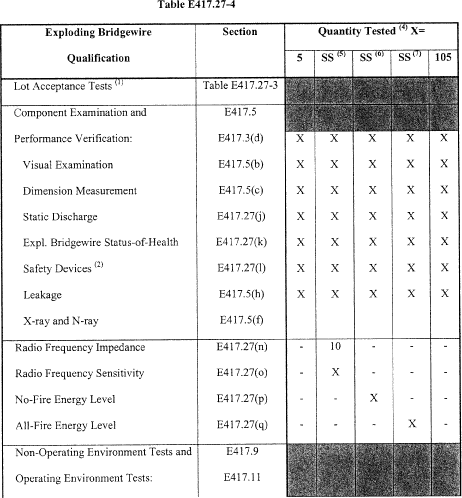 Table E417.27-4
Exploding Bridgewire Qualification Section Quantity Tested (4) X=
5 SS (5) SS (6) SS (7) 105
Lot Acceptance Tests (1) Table E417.27-3
Component Examination and E417.5
Performance Verification: E417.3(d) X X X X X
Visual Examination E417.5(b) X X X X X
Dimension Measurement E417.5(c) X X X X X
Static Discharge E417.27(j) X X X X X
Expl. Bridgewire Status-of-Health E417.27(k) X X X X X
Safety Devices (2) E417.27(l) X X X X X
Leakage E417.5(h) X X X X X
X-ray and N-ray E417.5(f)
Radio Frequency Impedance E417.27(n) - 10 - - -
Radio Frequency Sensitivity E417.27(o) - X - - -
No-Fire Energy Level E417.27(p) - - X - -
All-Fire Energy Level E417.27(q) - - - X -
Non-Operating Environment Tests and E417.9
Operating Environment Tests: E417.11